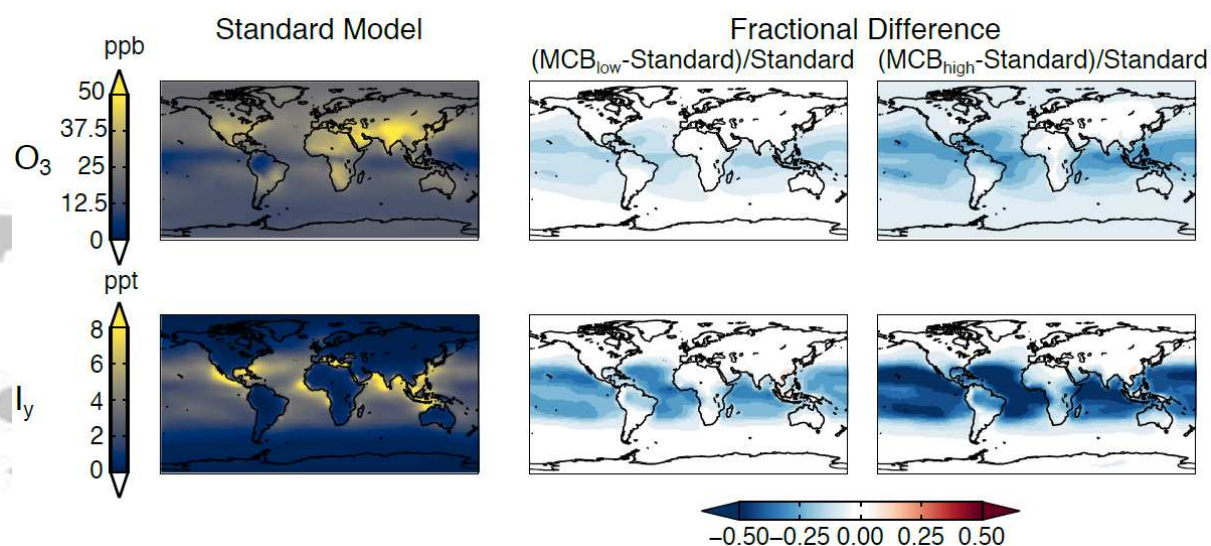 Standard Model
Fractional Difference
(MCBlow-Standard)/Standard
(MCBhigh-Standard)/Standard
ppb
50
37.5
25
12.5
0
O3
ppt
8
6
4
2
0
Iy
−0.50−0.25 0.00 0.25 0.50